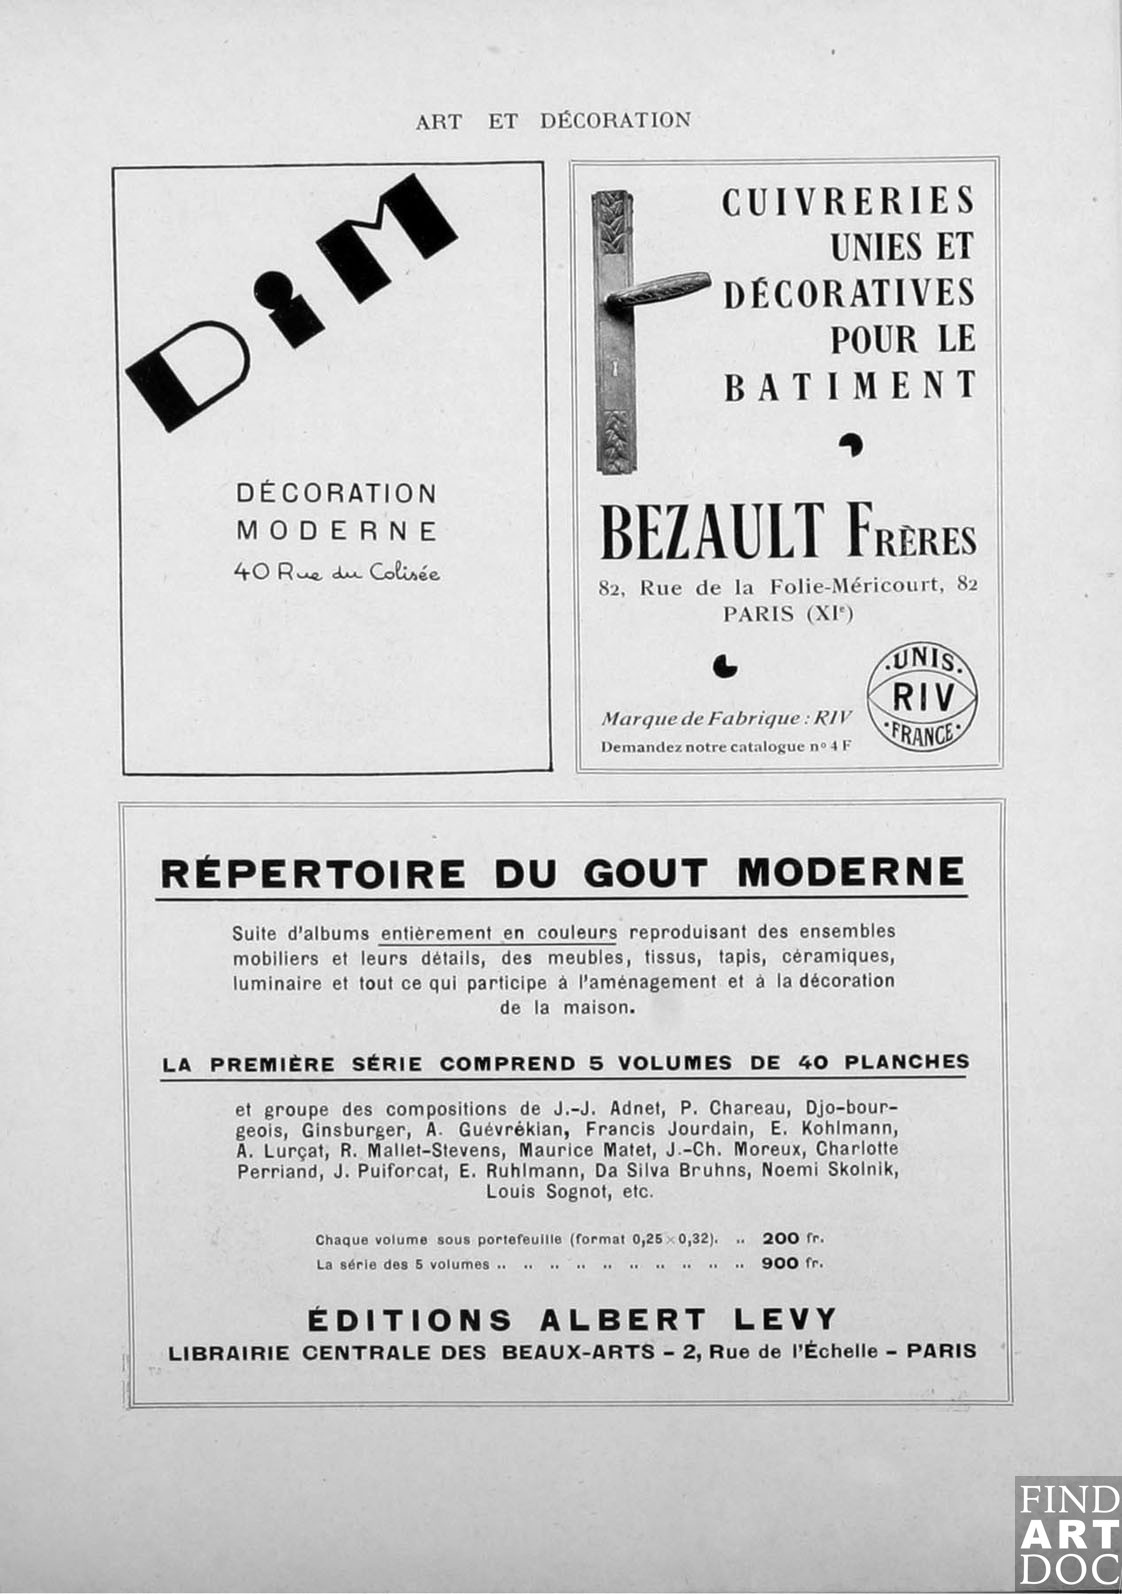 ART ET DÉCORATION
DiM
DÉCORATION
MODERNE
40 Rue du Colisée
CUIVRERIES
UNIES ET
DÉCORATIVES
POUR LE
BATIMENT
BEZAULT FRÈRES
82, Rue de la Folie-Méricourt, 82
PARIS (XIe)
Marque de Fabrique : RIV
Demandez notre catalogue no 4 F
·UNIS·
RIV
·FRANCE·
RÉPERTOIRE DU GOUT MODERNE
Suite d'albums entièrement en couleurs reproduisant des ensembles
mobiliers et leurs détails, des meubles, tissus, tapis, céramiques,
luminaire et tout ce qui participe à l'aménagement et à la décoration
de la maison.
LA PREMIÈRE SÉRIE COMPREND 5 VOLUMES DE 40 PLANCHES
et groupe des compositions de J.-J. Adnet, P. Chareau, Djo-bour-
geois, Ginsburger, A. Guévrékian, Francis Jourdain, E. Kohlmann,
A. Lurçat, R. Mallet-Stevens, Maurice Matet, J.-Ch. Moreux, Charlotte
Perriand, J. Puiforcat, E. Ruhlmann, Da Silva Bruhns, Noemi Skolnik,
Louis Sognot, etc.
Chaque volume sous portefeuille (format 0,25×0,32). .. 200 fr.
La série des 5 volumes .. .. .. .. .. .. .. .. .. .. 900 fr.
ÉDITIONS ALBERT LEVY
LIBRAIRIE CENTRALE DES BEAUX-ARTS - 2, Rue de l'Échelle - PARIS
FIND
ART
DOC